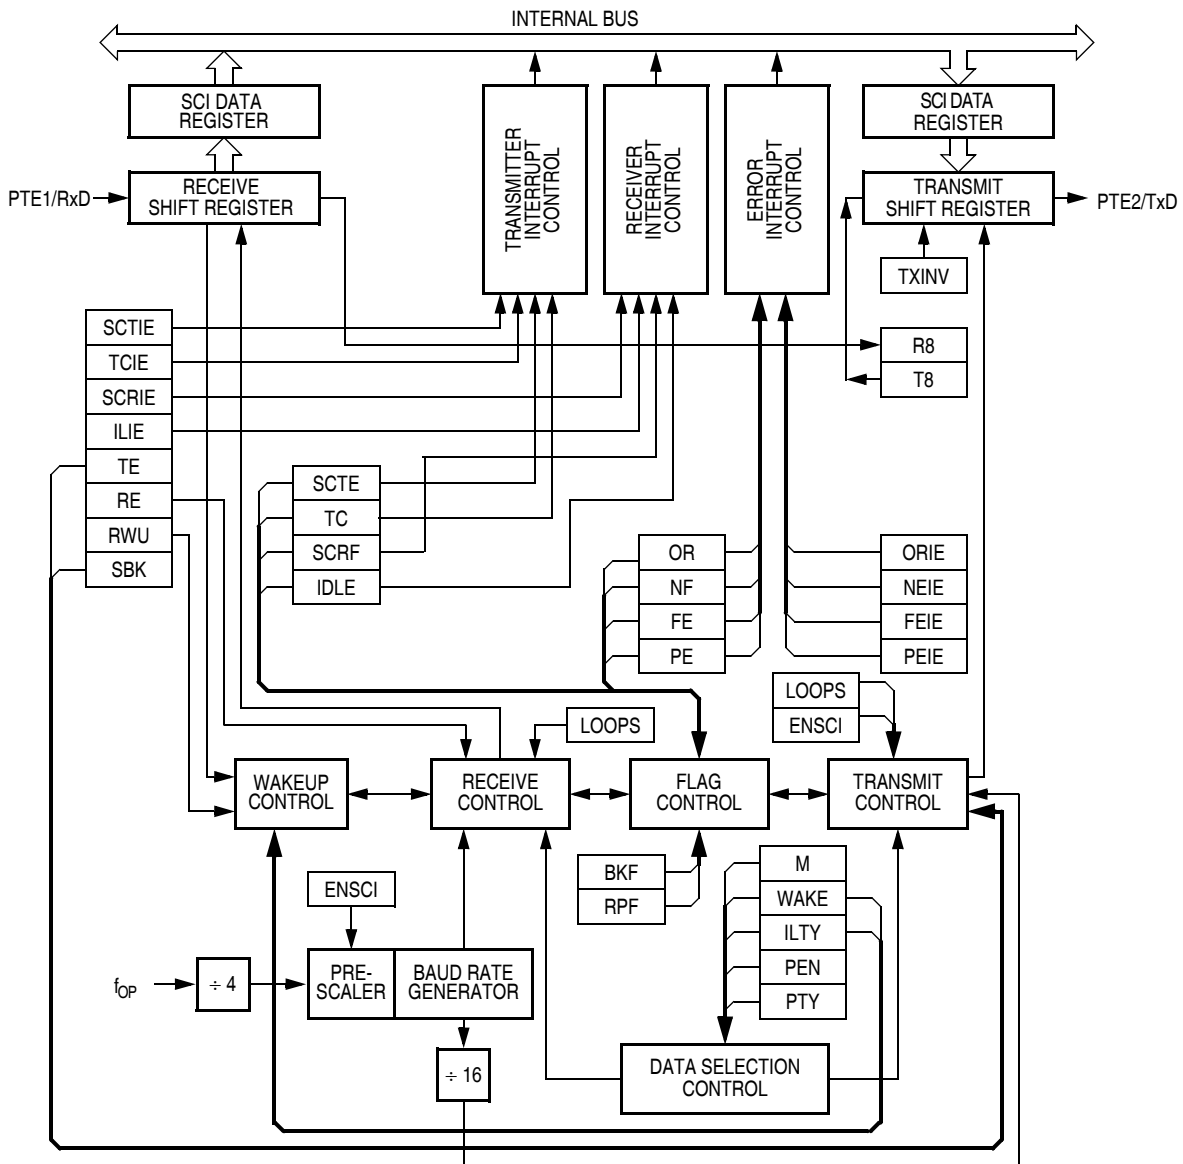 INTERNAL BUS
SCI DATA
REGISTER
SCI DATA
REGISTER
TRANSMITTER
INTERRUPT
CONTROL
RECEIVER
INTERRUPT
CONTROL
ERROR
INTERRUPT
CONTROL
PTE1/RxD
RECEIVE
SHIFT REGISTER
TRANSMIT
SHIFT REGISTER
PTE2/TxD
TXINV
SCTIE
TCIE
SCRIE
ILIE
TE
RE
RWU
SBK
R8
T8
SCTE
TC
SCRF
IDLE
OR
NF
FE
PE
ORIE
NEIE
FEIE
PEIE
LOOPS
LOOPS
ENSCI
WAKEUP
CONTROL
RECEIVE
CONTROL
FLAG
CONTROL
TRANSMIT
CONTROL
BKF
RPF
M
WAKE
ILTY
PEN
PTY
ENSCI
fOP
÷ 4
PRE-
SCALER
BAUD RATE
GENERATOR
÷ 16
DATA SELECTION
CONTROL